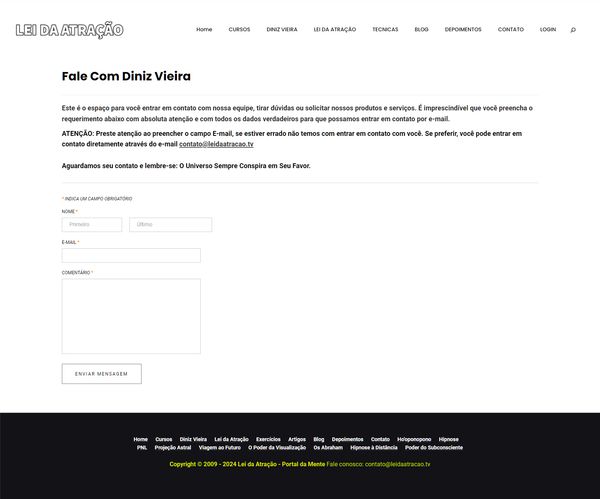 LEI DA ATRAÇÃO
Home CURSOS DINIZ VIEIRA LEI DA ATRAÇÃO TECNICAS BLOG DEPOIMENTOS CONTATO LOGIN
Fale Com Diniz Vieira
Este é o espaço para você entrar em contato com nossa equipe, tirar dúvidas ou solicitar nossos produtos e serviços. É imprescindível que você preencha o
requerimento abaixo com absoluta atenção e com todos os dados verdadeiros para que possamos entrar em contato por e-mail.
ATENÇÃO: Preste atenção ao preencher o campo E-mail, se estiver errado não temos com entrar em contato com você. Se preferir, você pode entrar em
contato diretamente através do e-mail contato@leidaatracao.tv
Aguardamos seu contato e lembre-se: O Universo Sempre Conspira em Seu Favor.
* INDICA UM CAMPO OBRIGATÓRIO
NOME *
Primeiro Último
E-MAIL *
COMENTÁRIO *
ENVIAR MENSAGEM
Home Cursos Diniz Vieira Lei da Atração Exercícios Artigos Blog Depoimentos Contato Ho'oponopono Hipnose
PNL Projeção Astral Viagem ao Futuro O Poder da Visualização Os Abraham Hipnose à Distância Poder do Subconsciente
Copyright © 2009 - 2024 Lei da Atração - Portal da Mente Fale conosco: contato@leidaatracao.tv